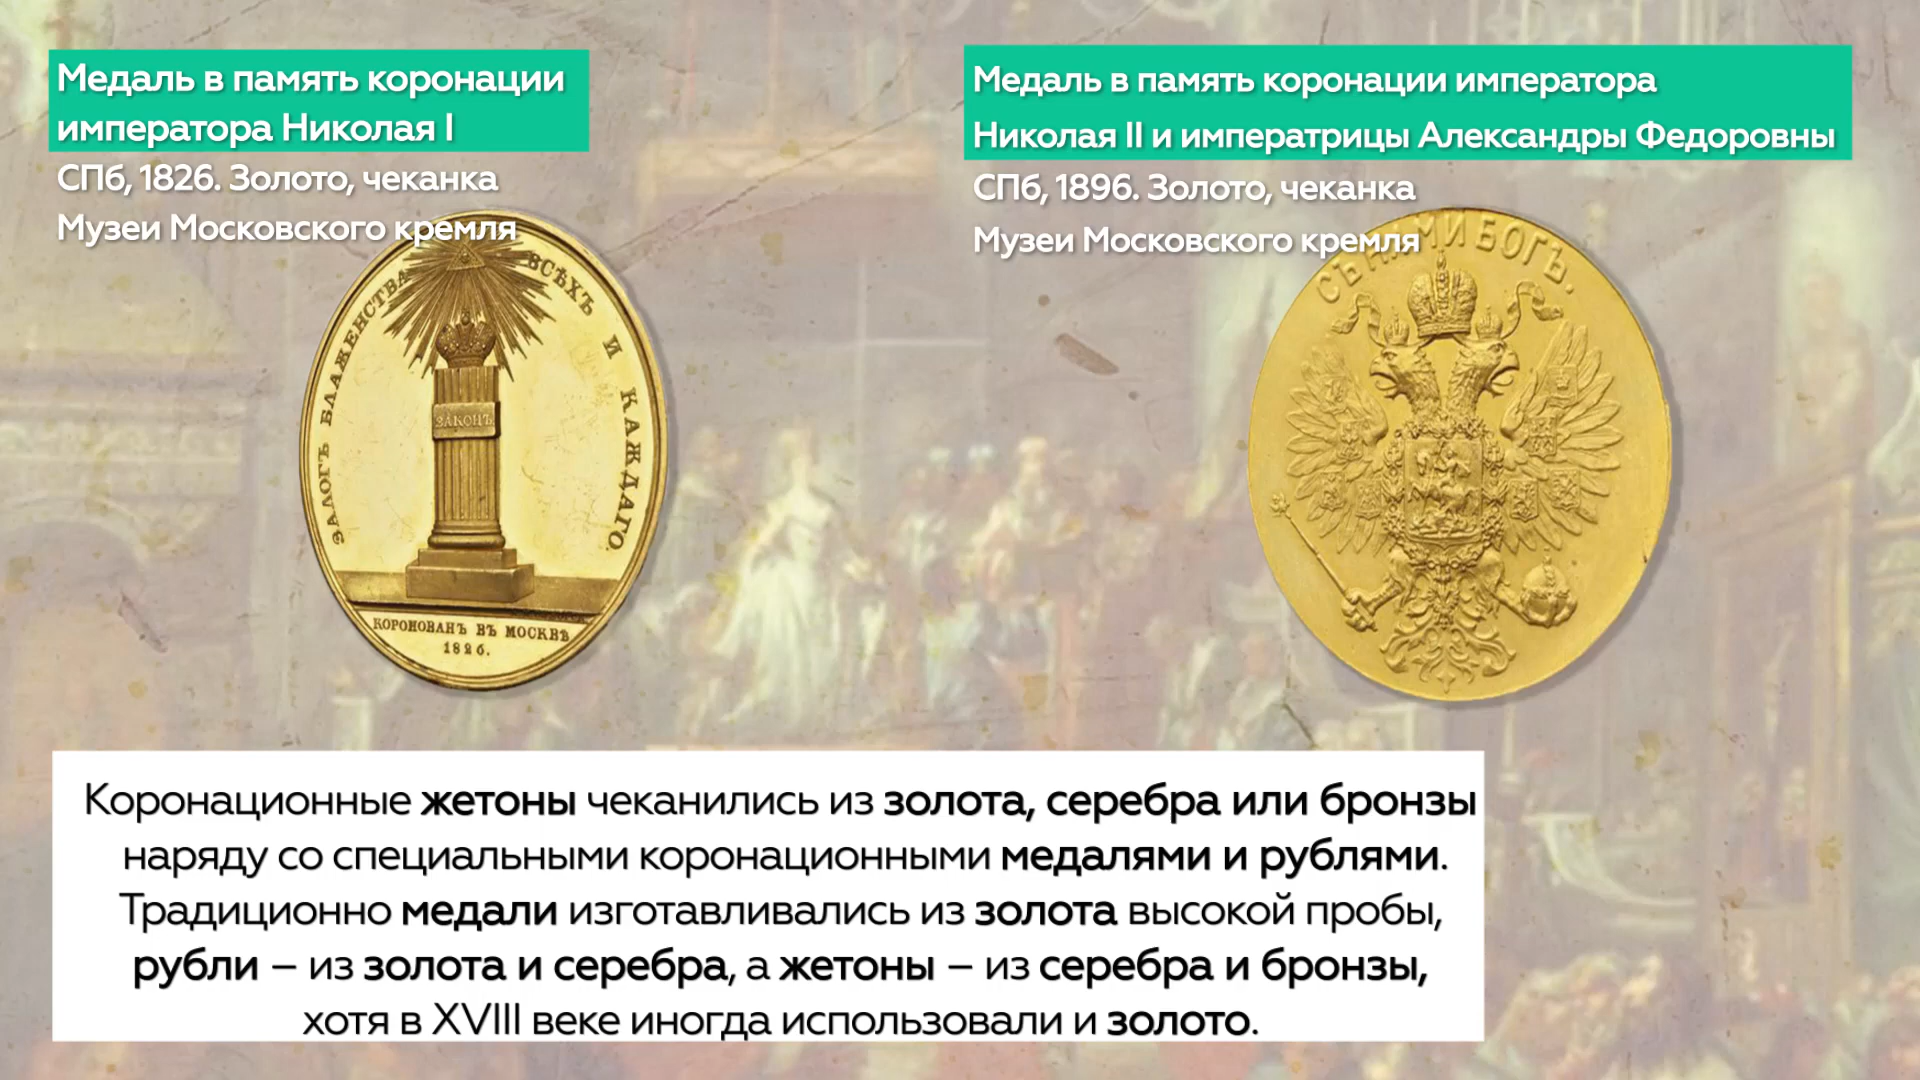 Медаль в память коронации
императора Николая I
СПб, 1826. Золото, чеканка
Музеи Московского кремля
Медаль в память коронации императора
Николая II и императрицы Александры Федоровны
СПб, 1896. Золото, чеканка
Музеи Московского кремля
ЗАЛОГЪ БЛАЖЕНСТВА ВСѢХЪ И КАЖДАГО.
ЗАКОНЪ
КОРОНОВАНЪ ВЪ МОСКВѢ
1826.
СЪ НАМИ БОГЪ.
Коронационные жетоны чеканились из золота, серебра или бронзы
наряду со специальными коронационными медалями и рублями.
Традиционно медали изготавливались из золота высокой пробы,
рубли – из золота и серебра, а жетоны – из серебра и бронзы,
хотя в XVIII веке иногда использовали и золото.